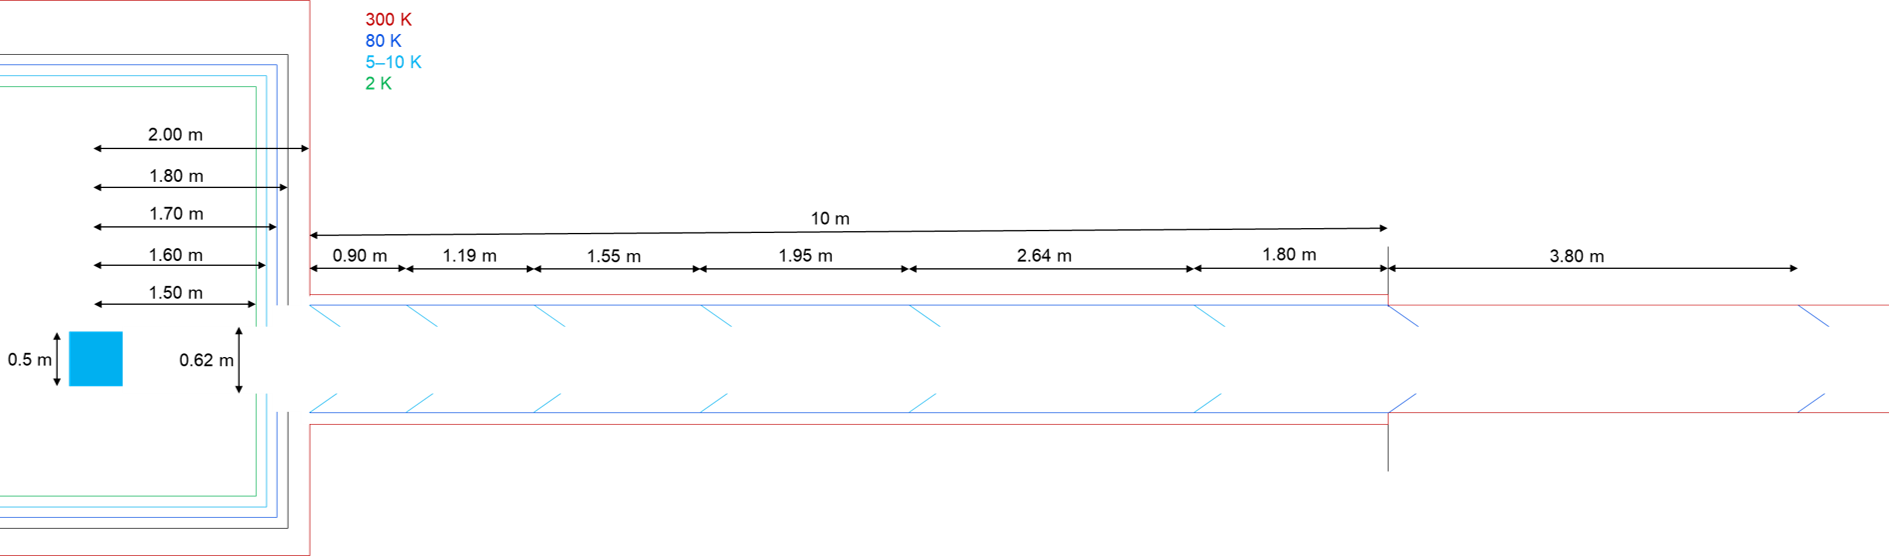 300 K
80 K
5–10 K
2 K
2.00 m
1.80 m
1.70 m
1.60 m
1.50 m
0.5 m
0.62 m
10 m
0.90 m
1.19 m
1.55 m
1.95 m
2.64 m
1.80 m
3.80 m